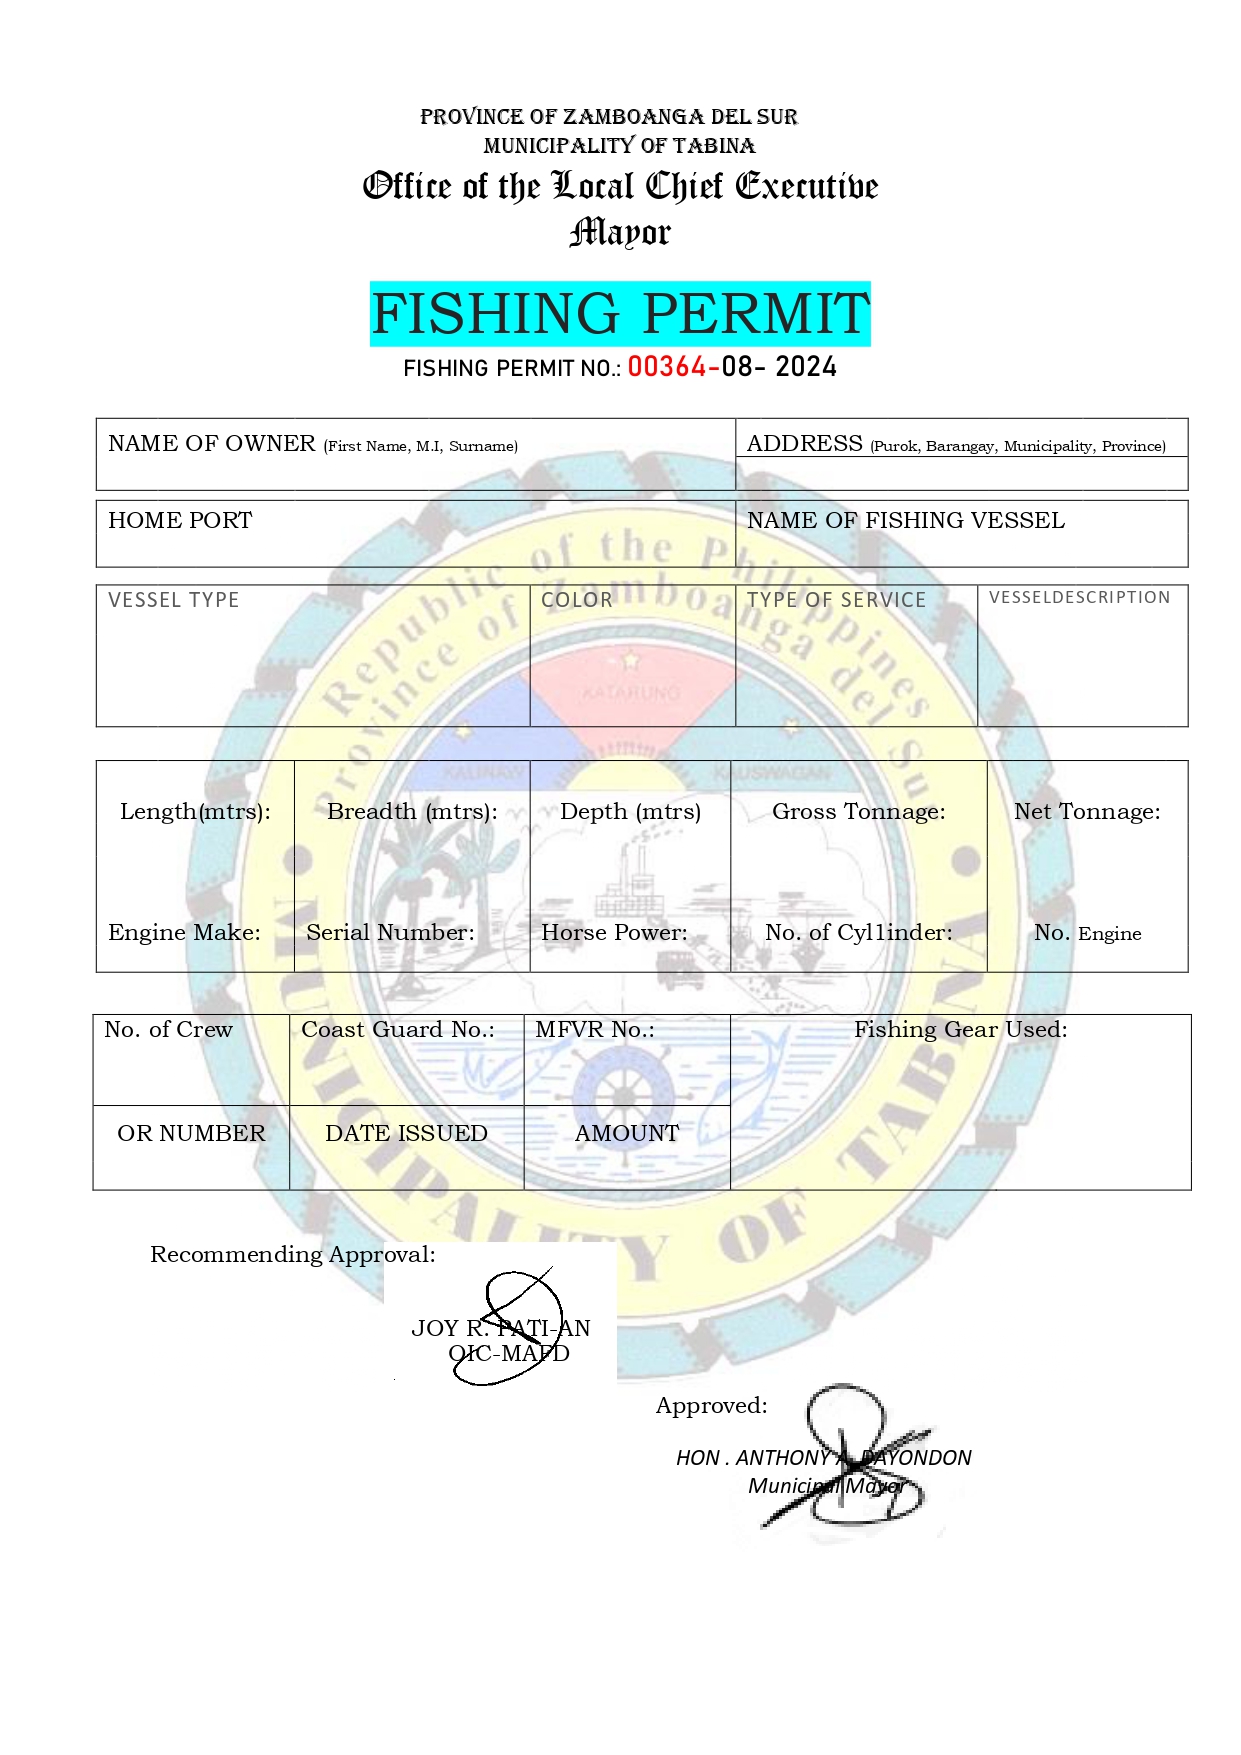 PROVINCE OF ZAMBOANGA DEL SUR
MUNICIPALITY OF TABINA
Office of the Local Chief Executive
Mayor
FISHING PERMIT
FISHING PERMIT NO.: 00364-08- 2024
NAME OF OWNER (First Name, M.I, Surname)
ADDRESS (Purok, Barangay, Municipality, Province)
HOME PORT
NAME OF FISHING VESSEL
VESSEL TYPE
COLOR
TYPE OF SERVICE
VESSELDESCRIPTION
Length(mtrs):
Breadth (mtrs):
Depth (mtrs)
Gross Tonnage:
Net Tonnage:
Engine Make:
Serial Number:
Horse Power:
No. of Cyl1inder:
No. Engine
No. of Crew
Coast Guard No.:
MFVR No.:
Fishing Gear Used:
OR NUMBER
DATE ISSUED
AMOUNT
Recommending Approval:
JOY R. PATI-AN
OIC-MAFD
Approved:
HON . ANTHONY A. DAYONDON
Municipal Mayor
Republic of the Philippines
Province of Zamboanga del Sur
KATARUNG
KALINAW
KAUSWAGAN
MUNICIPALITY OF TABINA